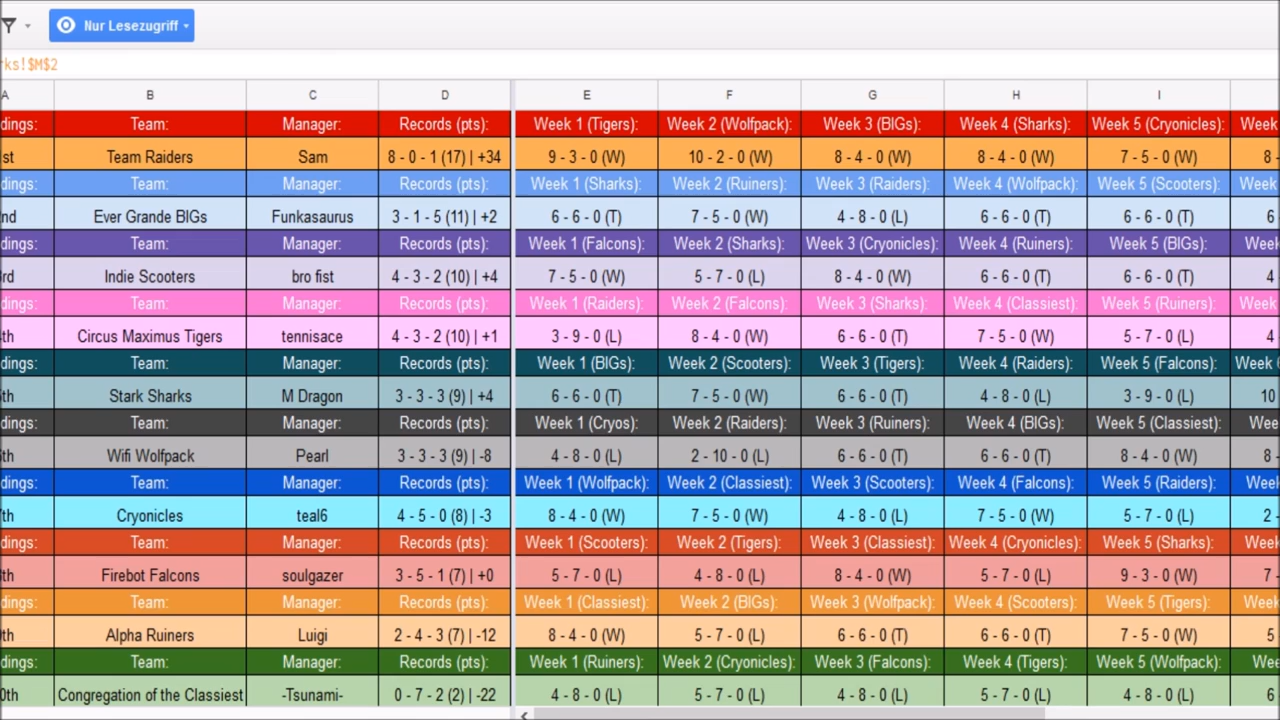 Nur Lesezugriff
rks!$M$2
A B C D E F G H I
dings: Team: Manager: Records (pts): Week 1 (Tigers): Week 2 (Wolfpack): Week 3 (BIGs): Week 4 (Sharks): Week 5 (Cryonicles): Week
1st Team Raiders Sam 8 - 0 - 1 (17) | +34 9 - 3 - 0 (W) 10 - 2 - 0 (W) 8 - 4 - 0 (W) 8 - 4 - 0 (W) 7 - 5 - 0 (W) 8 -
dings: Team: Manager: Records (pts): Week 1 (Sharks): Week 2 (Ruiners): Week 3 (Raiders): Week 4 (Wolfpack): Week 5 (Scooters): Week
nd Ever Grande BIGs Funkasaurus 3 - 1 - 5 (11) | +2 6 - 6 - 0 (T) 7 - 5 - 0 (W) 4 - 8 - 0 (L) 6 - 6 - 0 (T) 6 - 6 - 0 (T) 6
dings: Team: Manager: Records (pts): Week 1 (Falcons): Week 2 (Sharks): Week 3 (Cryonicles): Week 4 (Ruiners): Week 5 (BIGs): Week
rd Indie Scooters bro fist 4 - 3 - 2 (10) | +4 7 - 5 - 0 (W) 5 - 7 - 0 (L) 8 - 4 - 0 (W) 6 - 6 - 0 (T) 6 - 6 - 0 (T) 4
dings: Team: Manager: Records (pts): Week 1 (Raiders): Week 2 (Falcons): Week 3 (Sharks): Week 4 (Classiest): Week 5 (Ruiners): Week
th Circus Maximus Tigers tennisace 4 - 3 - 2 (10) | +1 3 - 9 - 0 (L) 8 - 4 - 0 (W) 6 - 6 - 0 (T) 7 - 5 - 0 (W) 5 - 7 - 0 (L) 4
dings: Team: Manager: Records (pts): Week 1 (BIGs): Week 2 (Scooters): Week 3 (Tigers): Week 4 (Raiders): Week 5 (Falcons): Week
th Stark Sharks M Dragon 3 - 3 - 3 (9) | +4 6 - 6 - 0 (T) 7 - 5 - 0 (W) 6 - 6 - 0 (T) 4 - 8 - 0 (L) 3 - 9 - 0 (L) 10
dings: Team: Manager: Records (pts): Week 1 (Cryos): Week 2 (Raiders): Week 3 (Ruiners): Week 4 (BIGs): Week 5 (Classiest): Wee
th Wifi Wolfpack Pearl 3 - 3 - 3 (9) | -8 4 - 8 - 0 (L) 2 - 10 - 0 (L) 6 - 6 - 0 (T) 6 - 6 - 0 (T) 8 - 4 - 0 (W) 8 -
dings: Team: Manager: Records (pts): Week 1 (Wolfpack): Week 2 (Classiest): Week 3 (Scooters): Week 4 (Falcons): Week 5 (Raiders): Week
th Cryonicles teal6 4 - 5 - 0 (8) | -3 8 - 4 - 0 (W) 7 - 5 - 0 (W) 4 - 8 - 0 (L) 7 - 5 - 0 (W) 5 - 7 - 0 (L) 2 -
dings: Team: Manager: Records (pts): Week 1 (Scooters): Week 2 (Tigers): Week 3 (Classiest): Week 4 (Cryonicles): Week 5 (Sharks): Week
th Firebot Falcons soulgazer 3 - 5 - 1 (7) | +0 5 - 7 - 0 (L) 4 - 8 - 0 (L) 8 - 4 - 0 (W) 5 - 7 - 0 (L) 9 - 3 - 0 (W) 7 -
dings: Team: Manager: Records (pts): Week 1 (Classiest): Week 2 (BIGs): Week 3 (Wolfpack): Week 4 (Scooters): Week 5 (Tigers): Week
th Alpha Ruiners Luigi 2 - 4 - 3 (7) | -12 8 - 4 - 0 (W) 5 - 7 - 0 (L) 6 - 6 - 0 (T) 6 - 6 - 0 (T) 7 - 5 - 0 (W) 5
dings: Team: Manager: Records (pts): Week 1 (Ruiners): Week 2 (Cryonicles): Week 3 (Falcons): Week 4 (Tigers): Week 5 (Wolfpack): Wee
0th Congregation of the Classiest -Tsunami- 0 - 7 - 2 (2) | -22 4 - 8 - 0 (L) 5 - 7 - 0 (L) 4 - 8 - 0 (L) 5 - 7 - 0 (L) 4 - 8 - 0 (L) 6